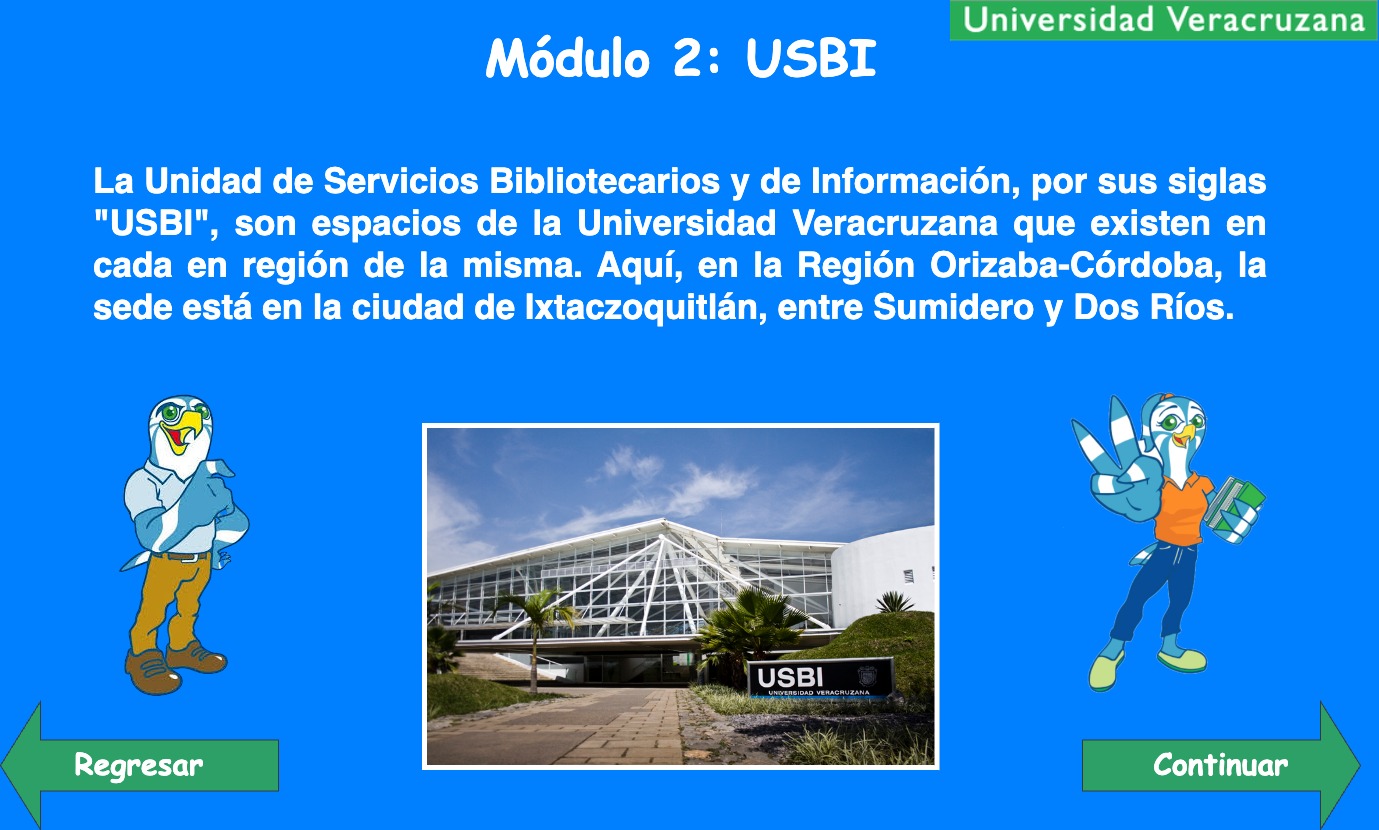 Universidad Veracruzana
Módulo 2: USBI
La Unidad de Servicios Bibliotecarios y de Información, por sus siglas
"USBI", son espacios de la Universidad Veracruzana que existen en
cada en región de la misma. Aquí, en la Región Orizaba-Córdoba, la
sede está en la ciudad de Ixtaczoquitlán, entre Sumidero y Dos Ríos.
USBI
UNIVERSIDAD VERACRUZANA
Regresar
Continuar